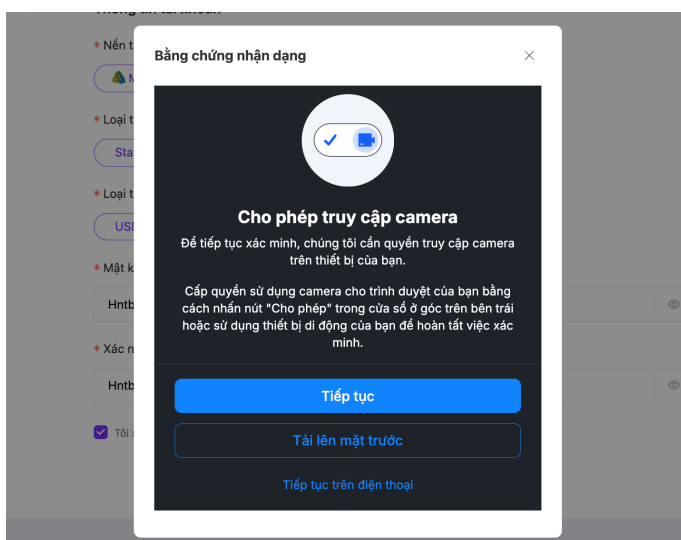 Thông tin tài khoản
Bằng chứng nhận dạng
* Nền t
M
* Loại t
Sta
* Loại t
USD
* Mật k
Hntb
* Xác n
Hntb
Tôi x
Cho phép truy cập camera
Để tiếp tục xác minh, chúng tôi cần quyền truy cập camera
trên thiết bị của bạn.
Cấp quyền sử dụng camera cho trình duyệt của bạn bằng
cách nhấn nút "Cho phép" trong cửa sổ ở góc trên bên trái
hoặc sử dụng thiết bị di động của bạn để hoàn tất việc xác
minh.
Tiếp tục
Tải lên mặt trước
Tiếp tục trên điện thoại